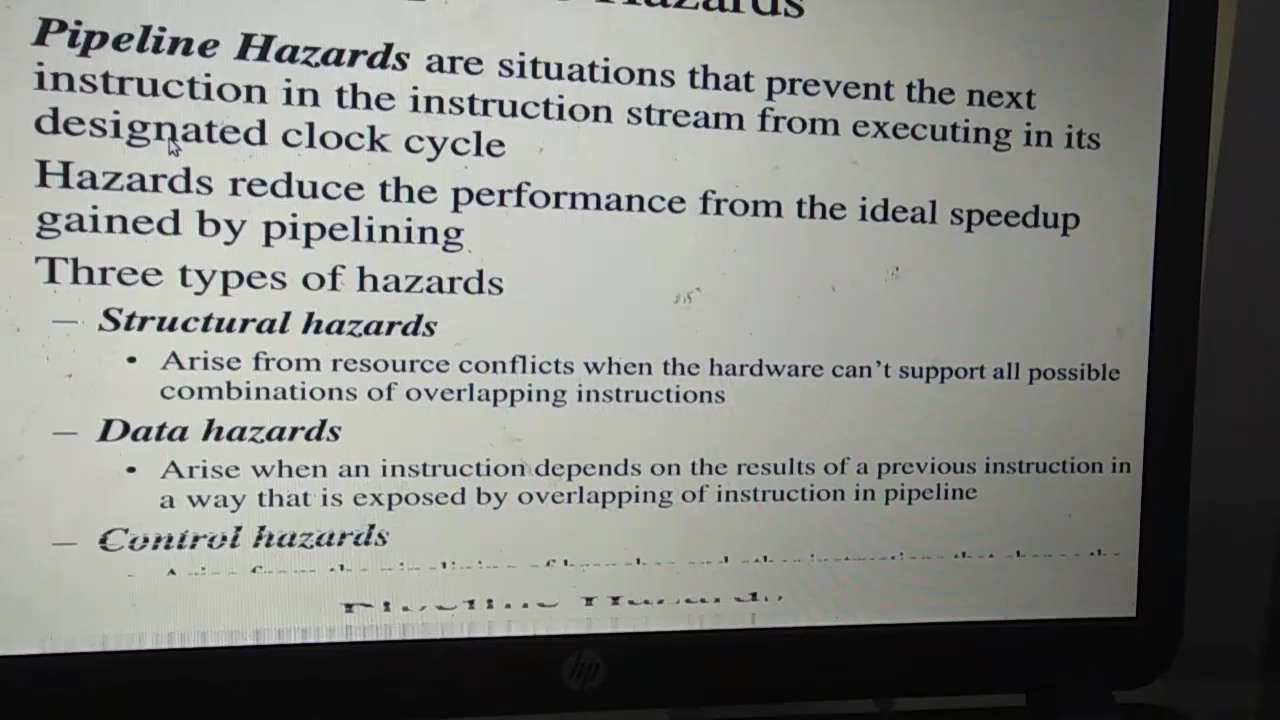 Hazards
Pipeline Hazards are situations that prevent the next
instruction in the instruction stream from executing in its
designated clock cycle
Hazards reduce the performance from the ideal speedup
gained by pipelining
Three types of hazards
– Structural hazards
• Arise from resource conflicts when the hardware can't support all possible
combinations of overlapping instructions
– Data hazards
• Arise when an instruction depends on the results of a previous instruction in
a way that is exposed by overlapping of instruction in pipeline
– Control hazards
hp